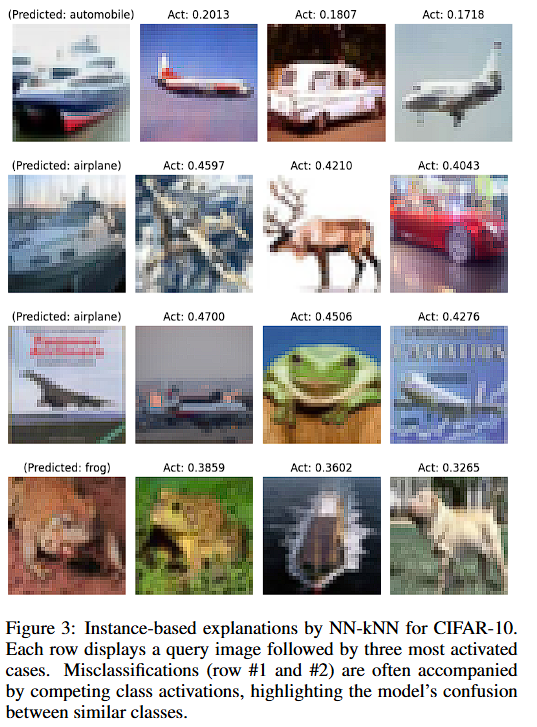 (Predicted: automobile) Act: 0.2013 Act: 0.1807 Act: 0.1718
(Predicted: airplane) Act: 0.4597 Act: 0.4210 Act: 0.4043
(Predicted: airplane) Act: 0.4700 Act: 0.4506 Act: 0.4276
(Predicted: frog) Act: 0.3859 Act: 0.3602 Act: 0.3265
Figure 3: Instance-based explanations by NN-kNN for CIFAR-10.
Each row displays a query image followed by three most activated
cases. Misclassifications (row #1 and #2) are often accompanied
by competing class activations, highlighting the model's confusion
between similar classes.